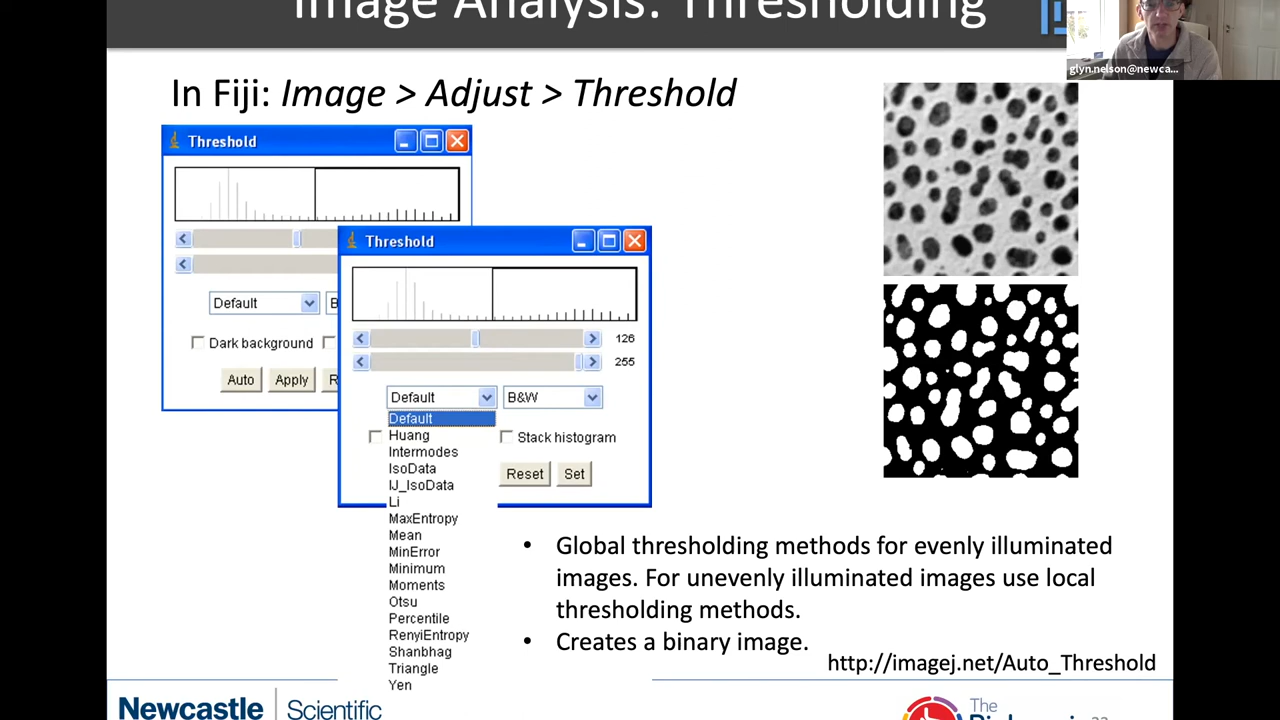 Image Analysis: Thresholding
glyn.nelson@newca...
In Fiji: Image > Adjust > Threshold
Threshold
Default
B
Dark background
Auto
Apply
R
Threshold
126
255
Default
B&W
Default
Huang
Intermodes
IsoData
IJ_IsoData
Li
MaxEntropy
Mean
MinError
Minimum
Moments
Otsu
Percentile
RenyiEntropy
Shanbhag
Triangle
Yen
Stack histogram
Reset
Set
• Global thresholding methods for evenly illuminated
images. For unevenly illuminated images use local
thresholding methods.
• Creates a binary image.
http://imagej.net/Auto_Threshold
Newcastle
Scientific
The